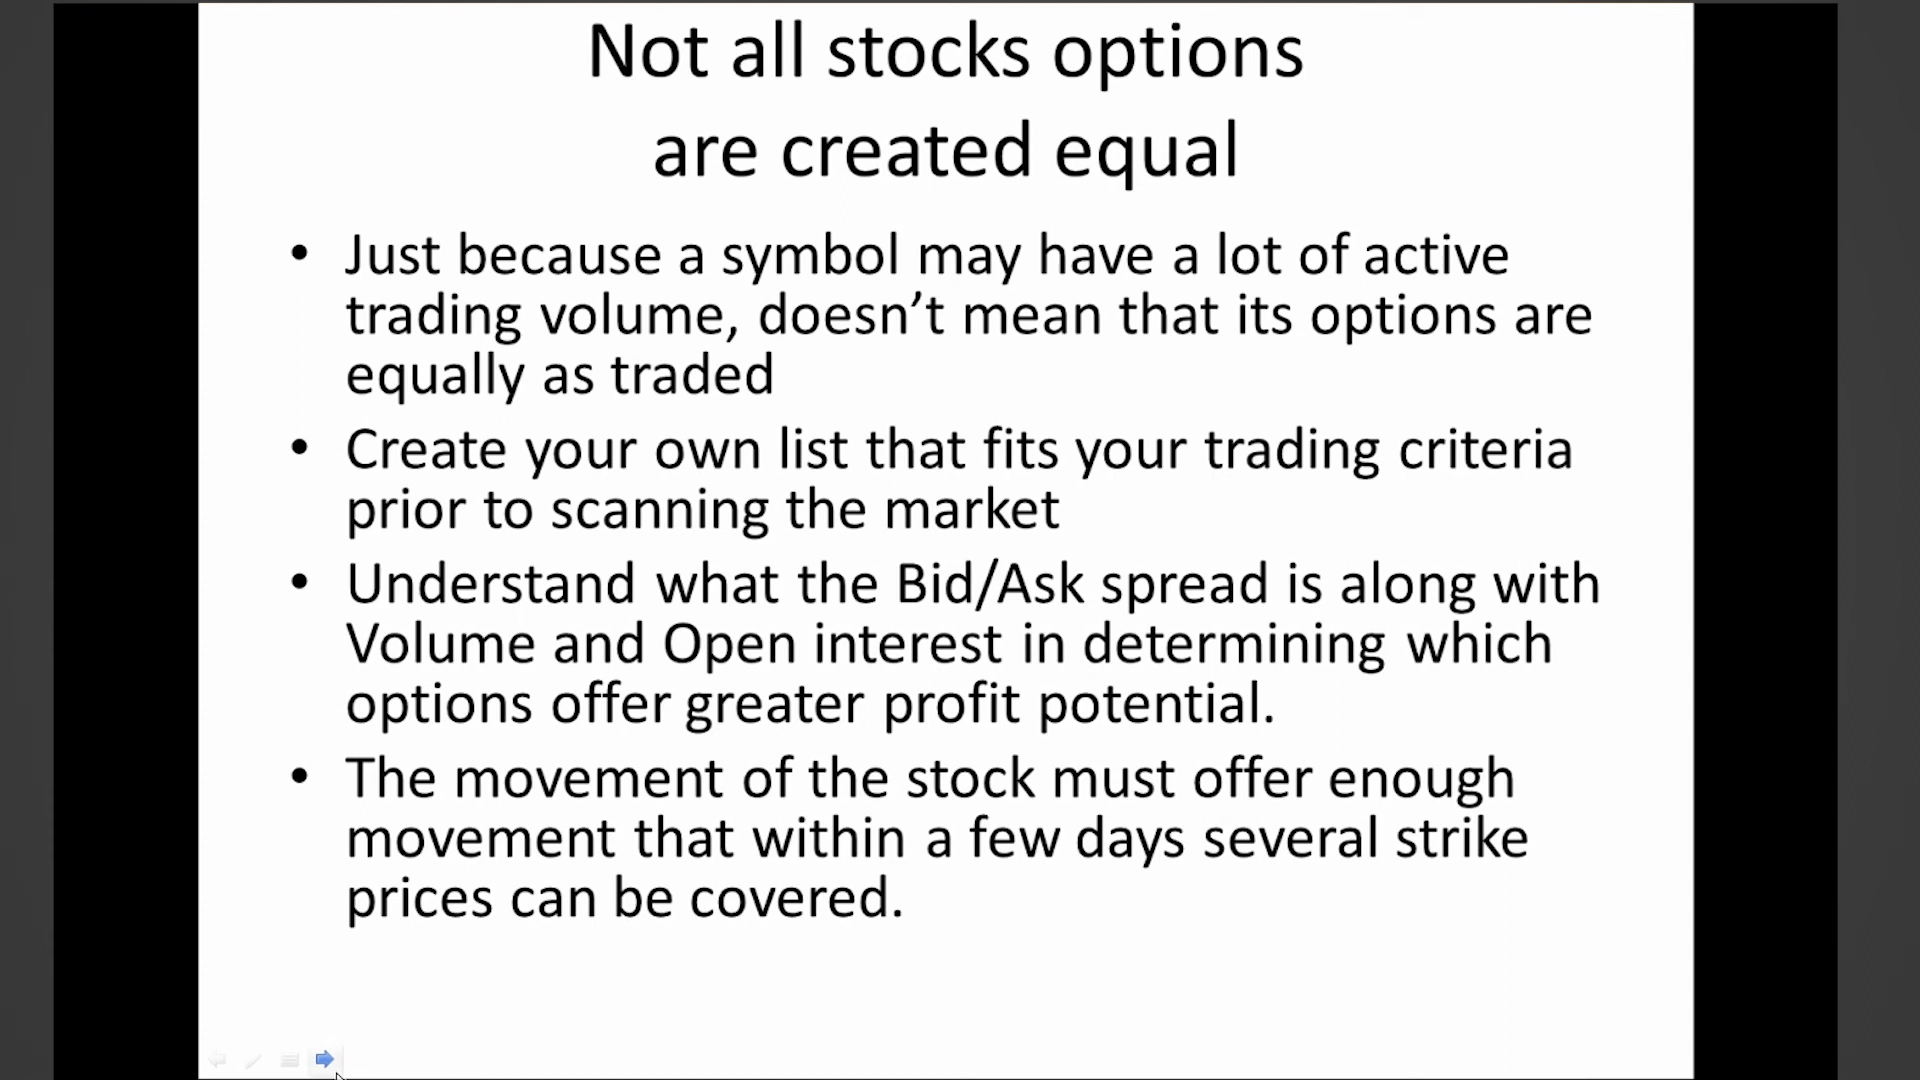 Not all stocks options
are created equal
• Just because a symbol may have a lot of active
trading volume, doesn’t mean that its options are
equally as traded
• Create your own list that fits your trading criteria
prior to scanning the market
• Understand what the Bid/Ask spread is along with
Volume and Open interest in determining which
options offer greater profit potential.
• The movement of the stock must offer enough
movement that within a few days several strike
prices can be covered.